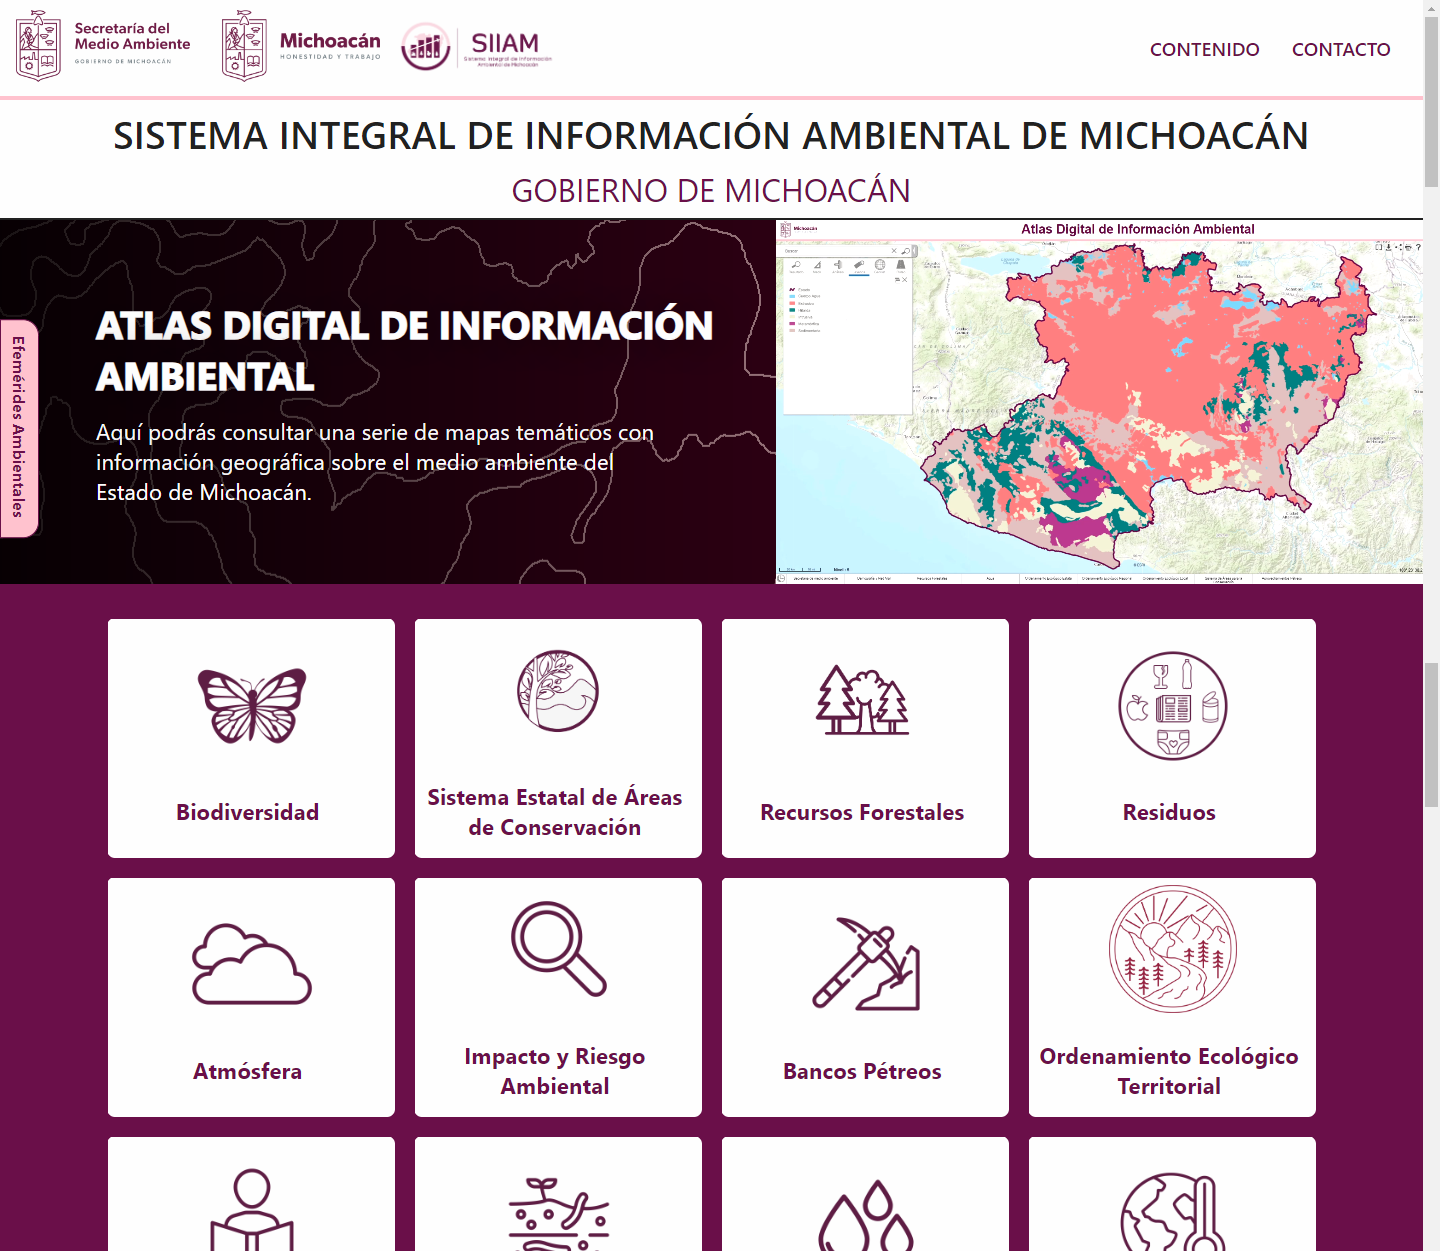 Secretaría del
Medio Ambiente
GOBIERNO DE MICHOACÁN
Michoacán
HONESTIDAD Y TRABAJO
SIIAM
Sistema Integral de Información
Ambiental de Michoacán
CONTENIDO
CONTACTO
SISTEMA INTEGRAL DE INFORMACIÓN AMBIENTAL DE MICHOACÁN
GOBIERNO DE MICHOACÁN
Efemérides Ambientales
ATLAS DIGITAL DE INFORMACIÓN
AMBIENTAL
Aquí podrás consultar una serie de mapas temáticos con
información geográfica sobre el medio ambiente del
Estado de Michoacán.
Michoacán
Atlas Digital de Información Ambiental
Biodiversidad
Sistema Estatal de Áreas
de Conservación
Recursos Forestales
Residuos
Atmósfera
Impacto y Riesgo
Ambiental
Bancos Pétreos
Ordenamiento Ecológico
Territorial